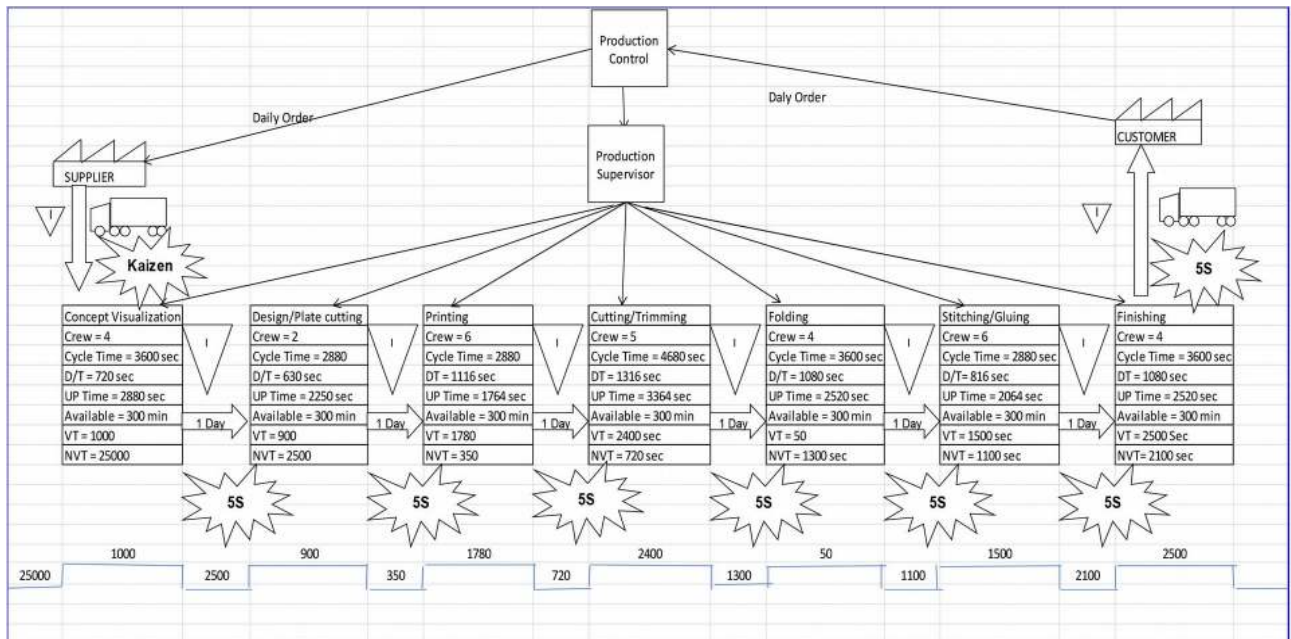 Production
Control
Daily Order
Daly Order
CUSTOMER
Production
Supervisor
SUPPLIER
I
I
Kaizen
5S
Concept Visualization
Crew = 4
Cycle Time = 3600 sec
D/T = 720 sec
UP Time = 2880 sec
Available = 300 min
VT = 1000
NVT = 25000
I
1 Day
Design/Plate cutting
Crew = 2
Cycle Time = 2880
D/T = 630 sec
UP Time = 2250 sec
Available = 300 min
VT = 900
NVT = 2500
I
1 Day
Printing
Crew = 6
Cycle Time = 2880
DT = 1116 sec
UP Time = 1764 sec
Available = 300 min
VT = 1780
NVT = 350
I
1 Day
Cutting/Trimming
Crew = 5
Cycle Time = 4680 sec
DT = 1316 sec
UP Time = 3364 sec
Available = 300 min
VT = 2400 sec
NVT = 720 sec
I
1 Day
Folding
Crew = 4
Cycle Time = 3600 sec
D/T = 1080 sec
UP Time = 2520 sec
Available = 300 min
VT = 50
NVT = 1300 sec
I
1 Day
Stitching/Gluing
Crew = 6
Cycle Time = 2880 sec
D/T= 816 sec
UP Time = 2064 sec
Available = 300 min
VT = 1500 sec
NVT = 1100 sec
I
1 Day
Finishing
Crew = 4
Cycle Time = 3600 sec
DT = 1080 sec
UP Time = 2520 sec
Available = 300 min
VT = 2500 Sec
NVT = 2100 sec
5S
5S
5S
5S
5S
5S
1000 900 1780 2400 50 1500 2500
25000 2500 350 720 1300 1100 2100